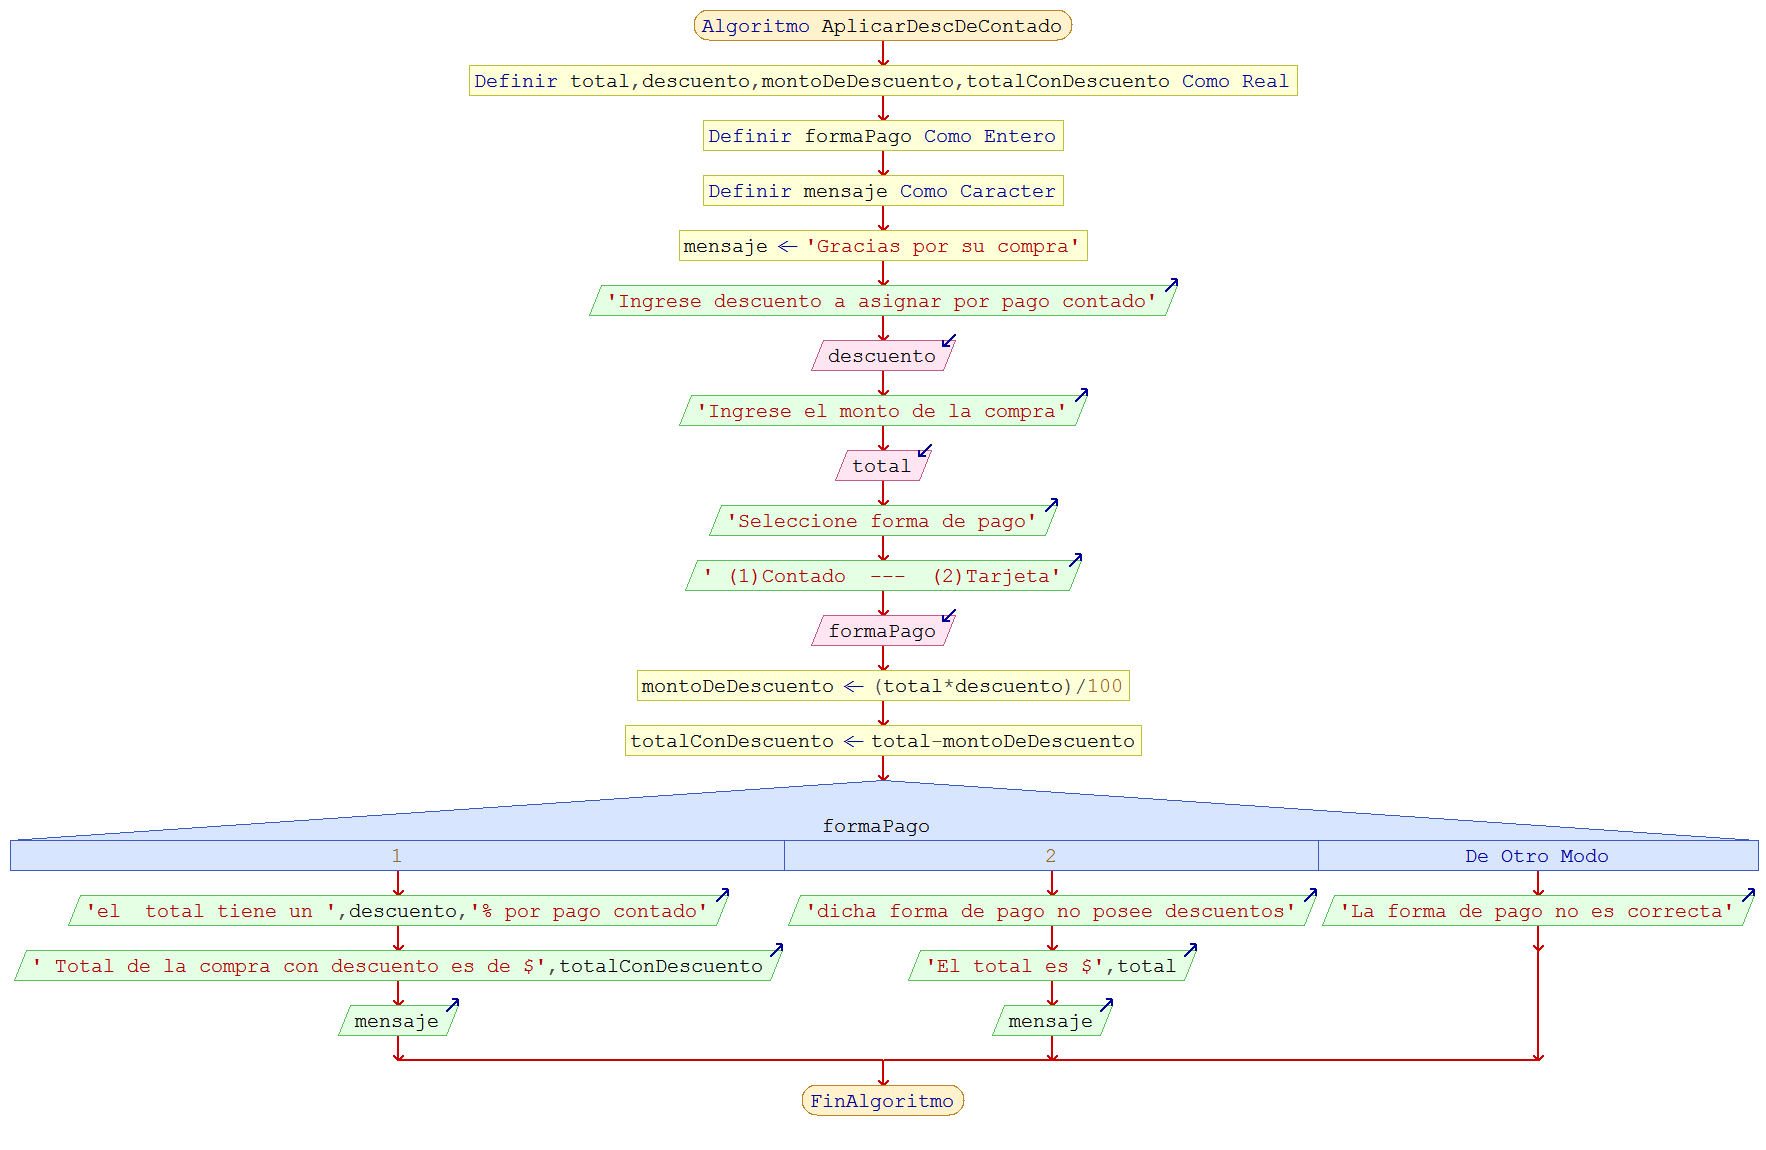 Algoritmo AplicarDescDeContado
Definir total,descuento,montoDeDescuento,totalConDescuento Como Real
Definir formaPago Como Entero
Definir mensaje Como Caracter
mensaje ← 'Gracias por su compra'
'Ingrese descuento a asignar por pago contado'
descuento
'Ingrese el monto de la compra'
total
'Seleccione forma de pago'
' (1)Contado  ---  (2)Tarjeta'
formaPago
montoDeDescuento ← (total*descuento)/100
totalConDescuento ← total-montoDeDescuento
formaPago
1
2
De Otro Modo
'el  total tiene un ',descuento,'% por pago contado'
'dicha forma de pago no posee descuentos'
'La forma de pago no es correcta'
' Total de la compra con descuento es de $',totalConDescuento
'El total es $',total
mensaje
mensaje
FinAlgoritmo